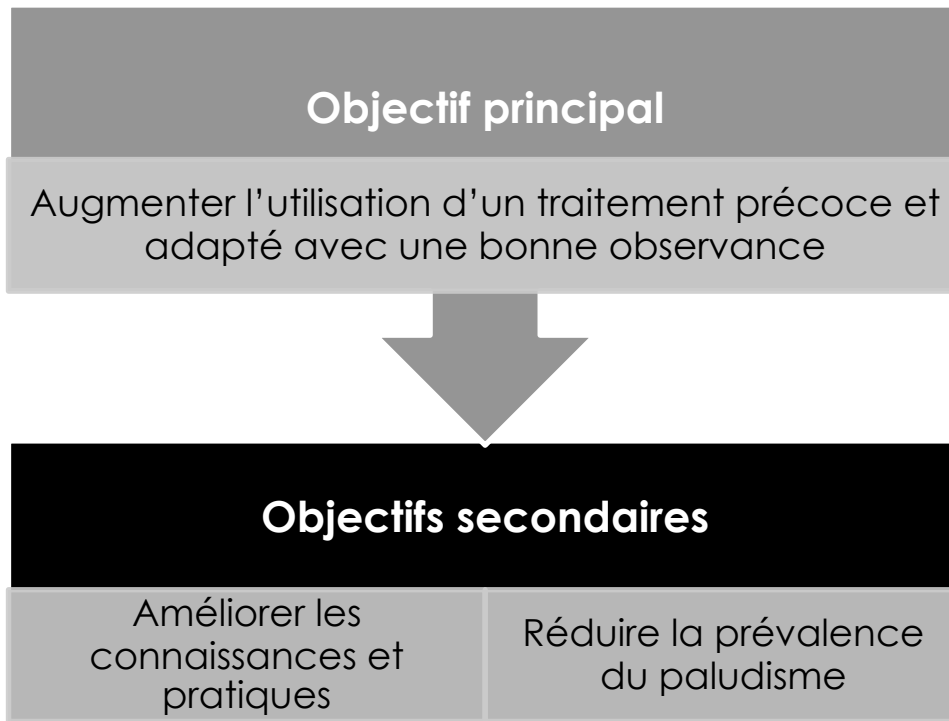 Objectif principal
Augmenter l’utilisation d’un traitement précoce et
adapté avec une bonne observance
Objectifs secondaires
Améliorer les
connaissances et
pratiques
Réduire la prévalence
du paludisme